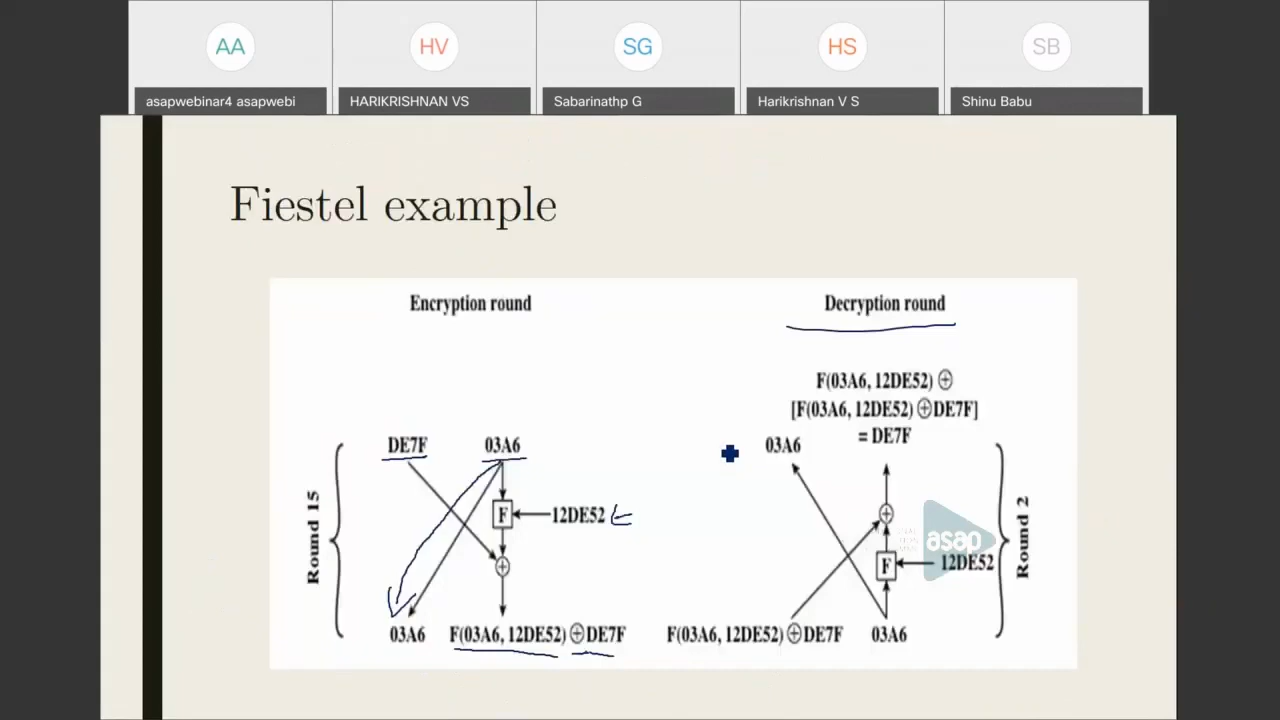 AA
HV
SG
HS
SB
asapwebinar4 asapwebi
HARIKRISHNAN VS
Sabarinathp G
Harikrishnan V S
Shinu Babu
Fiestel example
Encryption round
Decryption round
F(03A6, 12DE52) ⊕
[F(03A6, 12DE52) ⊕DE7F]
= DE7F
DE7F
03A6
03A6
Round 15
F
12DE52
03A6
F(03A6, 12DE52) ⊕DE7F
asap
F
12DE52
Round 2
F(03A6, 12DE52)⊕DE7F
03A6